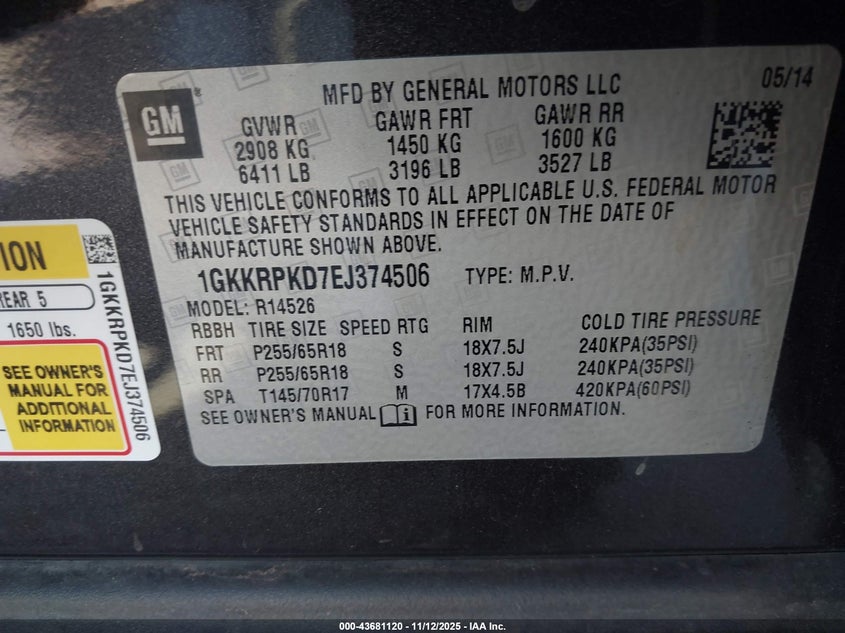 GM
MFD BY GENERAL MOTORS LLC
05/14
GVWR
2908 KG
6411 LB
GAWR FRT
1450 KG
3196 LB
GAWR RR
1600 KG
3527 LB
THIS VEHICLE CONFORMS TO ALL APPLICABLE U.S. FEDERAL MOTOR
VEHICLE SAFETY STANDARDS IN EFFECT ON THE DATE OF
MANUFACTURE SHOWN ABOVE.
1GKKRPKD7EJ374506 TYPE: M.P.V.
MODEL: R14526
RBBH TIRE SIZE SPEED RTG RIM COLD TIRE PRESSURE
FRT P255/65R18 S 18X7.5J 240KPA(35PSI)
RR P255/65R18 S 18X7.5J 240KPA(35PSI)
SPA T145/70R17 M 17X4.5B 420KPA(60PSI)
SEE OWNER'S MANUAL FOR MORE INFORMATION.
ION
REAR 5
1650 lbs.
SEE OWNER'S
MANUAL FOR
ADDITIONAL
INFORMATION
1GKKRPKD7EJ374506
000-43681120 - 11/12/2025 - IAA Inc.